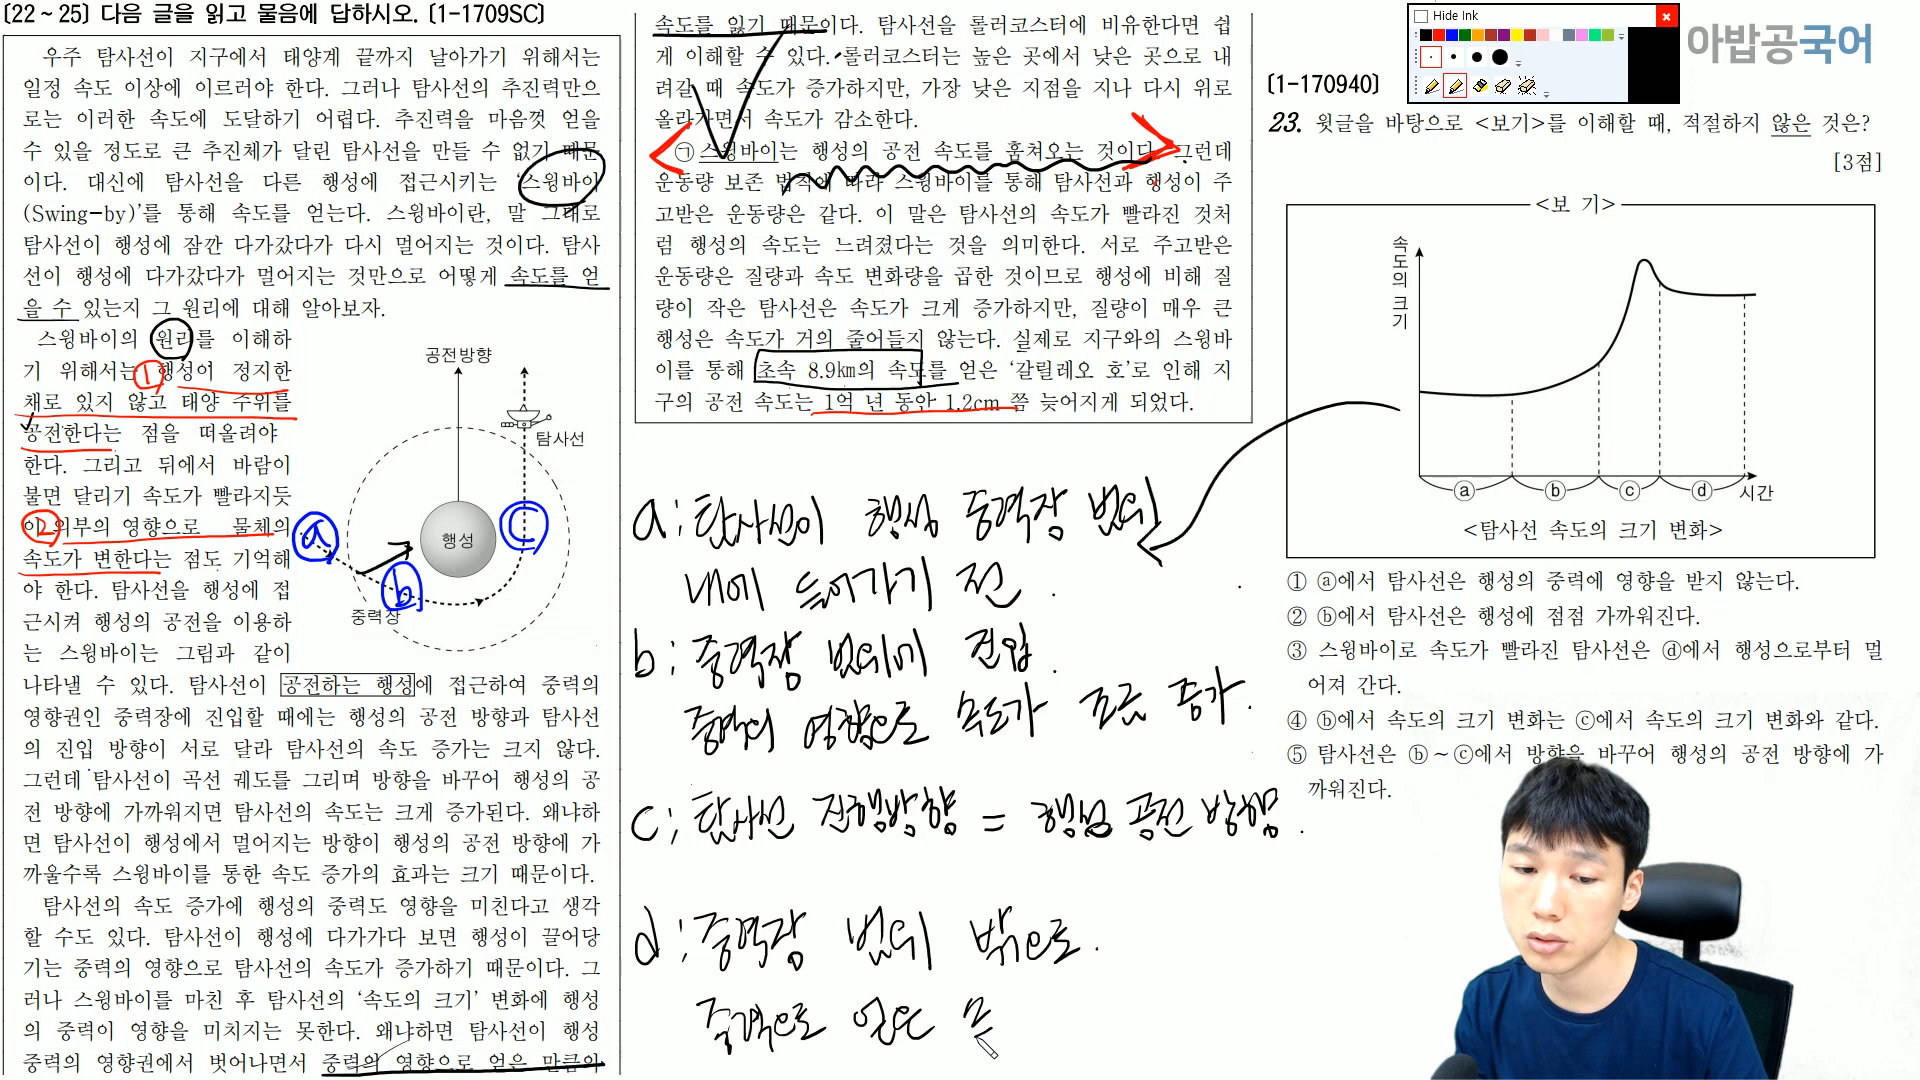 [22 ~ 25] 다음 글을 읽고 물음에 답하시오. [1-1709SC]
우주 탐사선이 지구에서 태양계 끝까지 날아가기 위해서는
일정 속도 이상에 이르러야 한다. 그러나 탐사선의 추진력만으
로는 이러한 속도에 도달하기 어렵다. 추진력을 마음껏 얻을
수 있을 정도로 큰 추진체가 달린 탐사선을 만들 수 없기 때문
이다. 대신에 탐사선을 다른 행성에 접근시키는 ‘스윙바이
(Swing-by)’를 통해 속도를 얻는다. 스윙바이란, 말 그대로
탐사선이 행성에 잠깐 다가갔다가 다시 멀어지는 것이다. 탐사
선이 행성에 다가갔다가 멀어지는 것만으로 어떻게 속도를 얻
을 수 있는지 그 원리에 대해 알아보자.
스윙바이의 원리를 이해하
기 위해서는 행성이 정지한
채로 있지 않고 태양 주위를
공전한다는 점을 떠올려야
한다. 그리고 뒤에서 바람이
불면 달리기 속도가 빨라지듯
이 외부의 영향으로 물체의
속도가 변한다는 점도 기억해
야 한다. 탐사선을 행성에 접
근시켜 행성의 공전을 이용하
는 스윙바이는 그림과 같이
나타낼 수 있다. 탐사선이 공전하는 행성에 접근하여 중력의
영향권인 중력장에 진입할 때에는 행성의 공전 방향과 탐사선
의 진입 방향이 서로 달라 탐사선의 속도 증가는 크지 않다.
그런데 탐사선이 곡선 궤도를 그리며 방향을 바꾸어 행성의 공
전 방향에 가까워지면 탐사선의 속도는 크게 증가된다. 왜냐하
면 탐사선이 행성에서 멀어지는 방향이 행성의 공전 방향에 가
까울수록 스윙바이를 통한 속도 증가의 효과는 크기 때문이다.
탐사선의 속도 증가에 행성의 중력도 영향을 미친다고 생각
할 수도 있다. 탐사선이 행성에 다가가다 보면 행성이 끌어당
기는 중력의 영향으로 탐사선의 속도가 증가하기 때문이다. 그
러나 스윙바이를 마친 후 탐사선의 ‘속도의 크기’ 변화에 행성
의 중력이 영향을 미치지는 못한다. 왜냐하면 탐사선이 행성
중력의 영향권에서 벗어나면서 중력의 영향으로 얻은 만큼의
1
2
공전방향
탐사선
행성
중력장
a
b
c
속도를 잃기 때문이다. 탐사선을 롤러코스터에 비유한다면 쉽
게 이해할 수 있다. 롤러코스터는 높은 곳에서 낮은 곳으로 내
려갈 때 속도가 증가하지만, 가장 낮은 지점을 지나 다시 위로
올라가면서 속도가 감소한다.
㉠스윙바이는 행성의 공전 속도를 훔쳐오는 것이다. 그런데
운동량 보존 법칙에 따라 스윙바이를 통해 탐사선과 행성이 주
고받은 운동량은 같다. 이 말은 탐사선의 속도가 빨라진 것처
럼 행성의 속도는 느려졌다는 것을 의미한다. 서로 주고받은
운동량은 질량과 속도 변화량을 곱한 것이므로 행성에 비해 질
량이 작은 탐사선은 속도가 크게 증가하지만, 질량이 매우 큰
행성은 속도가 거의 줄어들지 않는다. 실제로 지구와의 스윙바
이를 통해 초속 8.9㎞의 속도를 얻은 ‘갈릴레오 호’로 인해 지
구의 공전 속도는 1억 년 동안 1.2cm 쯤 늦어지게 되었다.
a : 탐사선이 행성 중력장 범위
내에 들어가기 전.
b : 중력장 범위에 진입.
중력의 영향으로 속도가 조금 증가.
c : 탐사선 진행방향 = 행성 공전 방향.
d : 중력장 범위 밖으로.
중력으로 얻은 속
Hide Ink
아밥공국어
[1-170940]
23. 윗글을 바탕으로 <보기>를 이해할 때, 적절하지 않은 것은?
[3점]
<보 기>
속도의 크기
ⓐ ⓑ ⓒ ⓓ 시간
<탐사선 속도의 크기 변화>
① ⓐ에서 탐사선은 행성의 중력에 영향을 받지 않는다.
② ⓑ에서 탐사선은 행성에 점점 가까워진다.
③ 스윙바이로 속도가 빨라진 탐사선은 ⓓ에서 행성으로부터 멀
어져 간다.
④ ⓑ에서 속도의 크기 변화는 ⓒ에서 속도의 크기 변화와 같다.
⑤ 탐사선은 ⓑ~ⓒ에서 방향을 바꾸어 행성의 공전 방향에 가
까워진다.